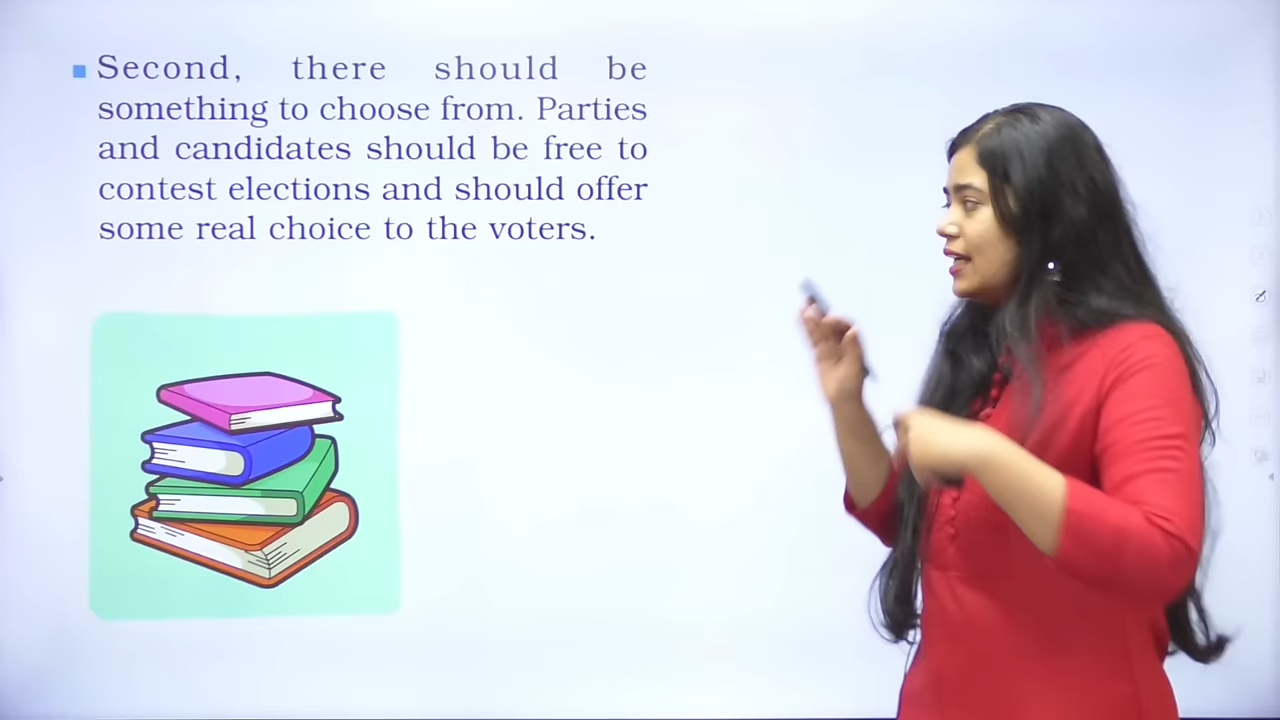 Second, there should be
something to choose from. Parties
and candidates should be free to
contest elections and should offer
some real choice to the voters.